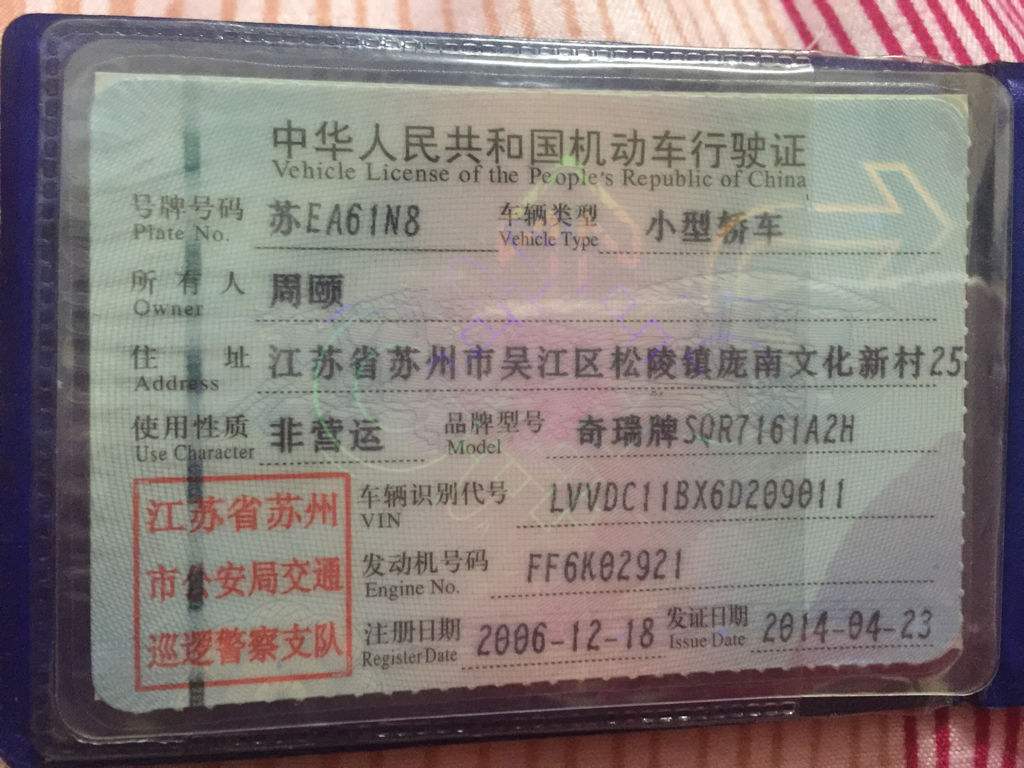 中华人民共和国机动车行驶证
Vehicle License of the People's Republic of China
号牌号码 苏EA61N8 车辆类型 小型轿车
Plate No. Vehicle Type
所有人 周颐
Owner
住址 江苏省苏州市吴江区松陵镇庞南文化新村25
Address
使用性质 非营运 品牌型号 奇瑞牌SQR7161A2H
Use Character Model
江苏省苏州
市公安局交通
巡逻警察支队
车辆识别代号 LVVDC11BX6D209011
VIN
发动机号码 FF6K02921
Engine No.
注册日期 2006-12-18 发证日期 2014-04-23
Register Date Issue Date